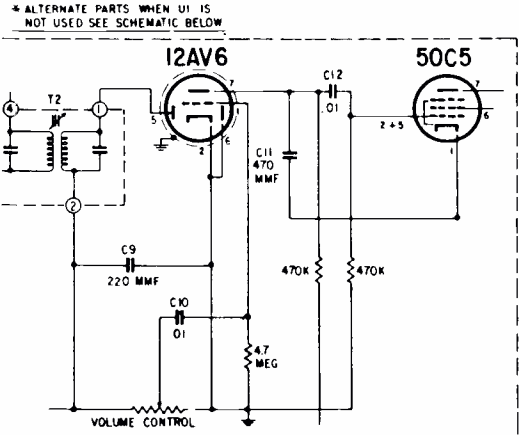 * ALTERNATE PARTS WHEN U1 IS
NOT USED SEE SCHEMATIC BELOW
12AV6
50C5
T2
4
1
5
7
1
2
6
C12
.01
7
6
2+5
1
C11
470
MMF
2
C9
220 MMF
470K
470K
C10
.01
4.7
MEG
VOLUME CONTROL